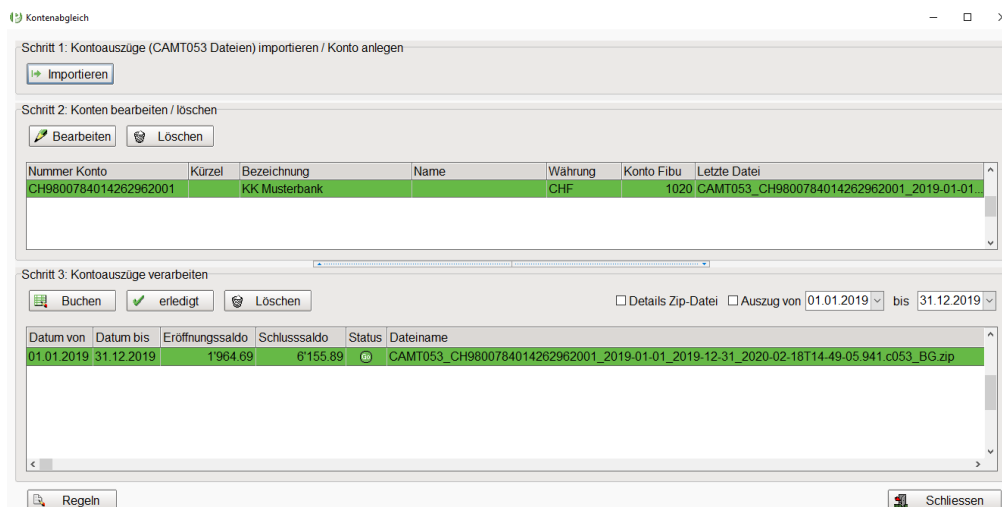 Kontenabgleich
Schritt 1: Kontoauszüge (CAMT053 Dateien) importieren / Konto anlegen
Importieren
Schritt 2: Konten bearbeiten / löschen
Bearbeiten Löschen
Nummer Konto Kürzel Bezeichnung Name Währung Konto Fibu Letzte Datei
CH9800784014262962001 KK Musterbank CHF 1020 CAMT053_CH9800784014262962001_2019-01-01...
Schritt 3: Kontoauszüge verarbeiten
Buchen erledigt Löschen Details Zip-Datei Auszug von 01.01.2019 bis 31.12.2019
Datum von Datum bis Eröffnungssaldo Schlusssaldo Status Dateiname
01.01.2019 31.12.2019 1'964.69 6'155.89 Go CAMT053_CH9800784014262962001_2019-01-01_2019-12-31_2020-02-18T14-49-05.941.c053_BG.zip
Regeln Schliessen